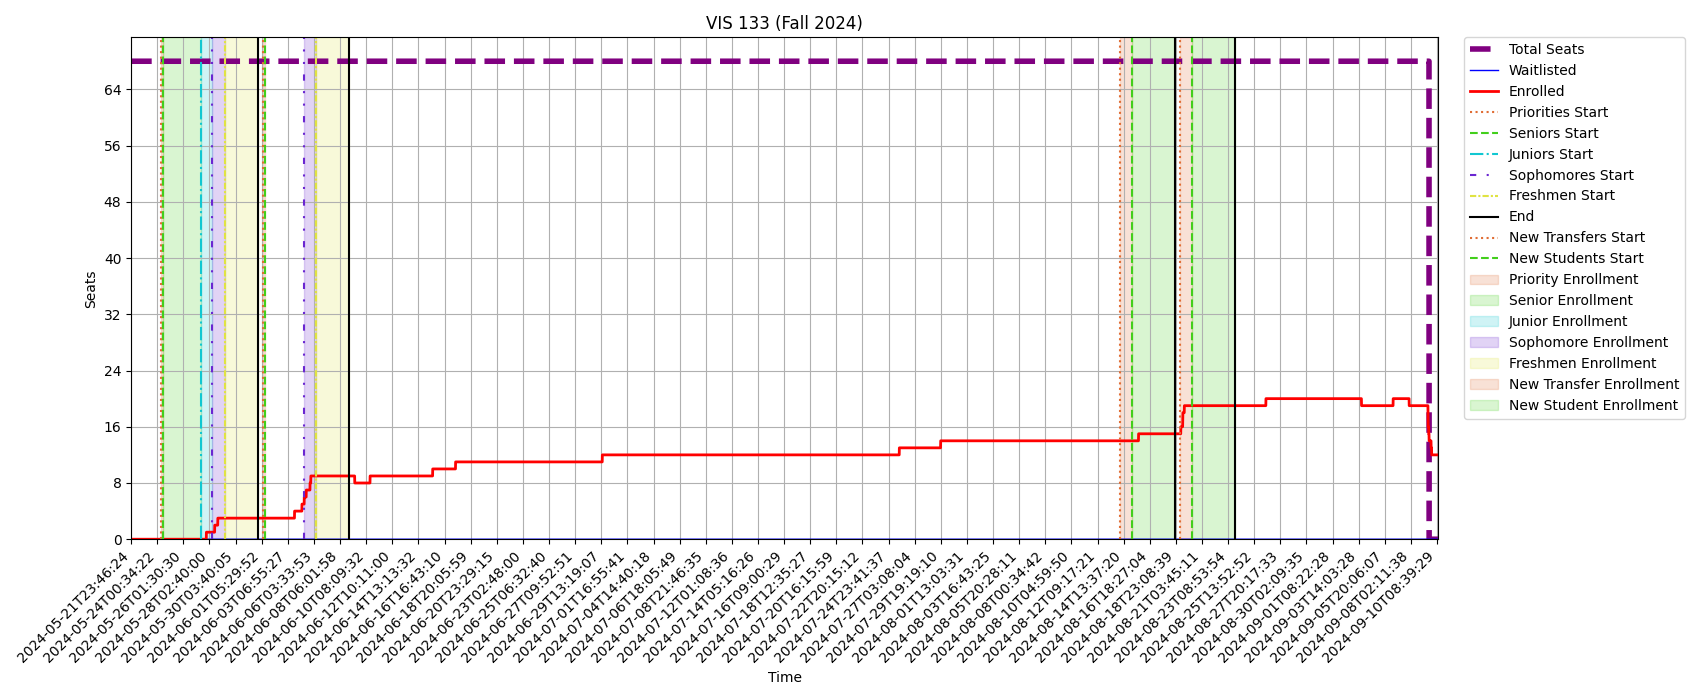 VIS 133 (Fall 2024)
Seats
64
56
48
40
32
24
16
8
0
2024-05-21T23:46:24
2024-05-24T00:34:22
2024-05-26T01:30:30
2024-05-28T02:40:00
2024-05-30T03:40:05
2024-06-01T05:29:52
2024-06-03T06:55:27
2024-06-06T03:33:53
2024-06-08T06:01:58
2024-06-10T08:09:32
2024-06-12T10:11:00
2024-06-14T14:13:32
2024-06-16T16:43:10
2024-06-18T20:05:59
2024-06-20T23:29:15
2024-06-23T02:48:00
2024-06-25T06:32:40
2024-06-27T09:52:51
2024-06-29T13:19:07
2024-07-01T16:55:41
2024-07-04T14:40:18
2024-07-06T18:05:49
2024-07-08T21:46:35
2024-07-12T01:08:36
2024-07-14T05:16:26
2024-07-16T09:00:29
2024-07-18T12:35:27
2024-07-20T16:15:59
2024-07-22T20:15:12
2024-07-24T23:41:37
2024-07-27T03:08:04
2024-07-29T19:19:10
2024-08-01T13:03:31
2024-08-03T16:43:25
2024-08-05T20:28:11
2024-08-08T00:34:42
2024-08-10T04:59:50
2024-08-12T09:17:21
2024-08-14T13:37:20
2024-08-16T18:27:04
2024-08-18T23:08:39
2024-08-21T03:45:11
2024-08-23T08:53:54
2024-08-25T13:52:52
2024-08-27T20:17:33
2024-08-30T02:09:35
2024-09-01T08:22:28
2024-09-03T14:03:28
2024-09-05T20:06:07
2024-09-08T02:11:38
2024-09-10T08:39:29
Time
Total Seats
Waitlisted
Enrolled
Priorities Start
Seniors Start
Juniors Start
Sophomores Start
Freshmen Start
End
New Transfers Start
New Students Start
Priority Enrollment
Senior Enrollment
Junior Enrollment
Sophomore Enrollment
Freshmen Enrollment
New Transfer Enrollment
New Student Enrollment